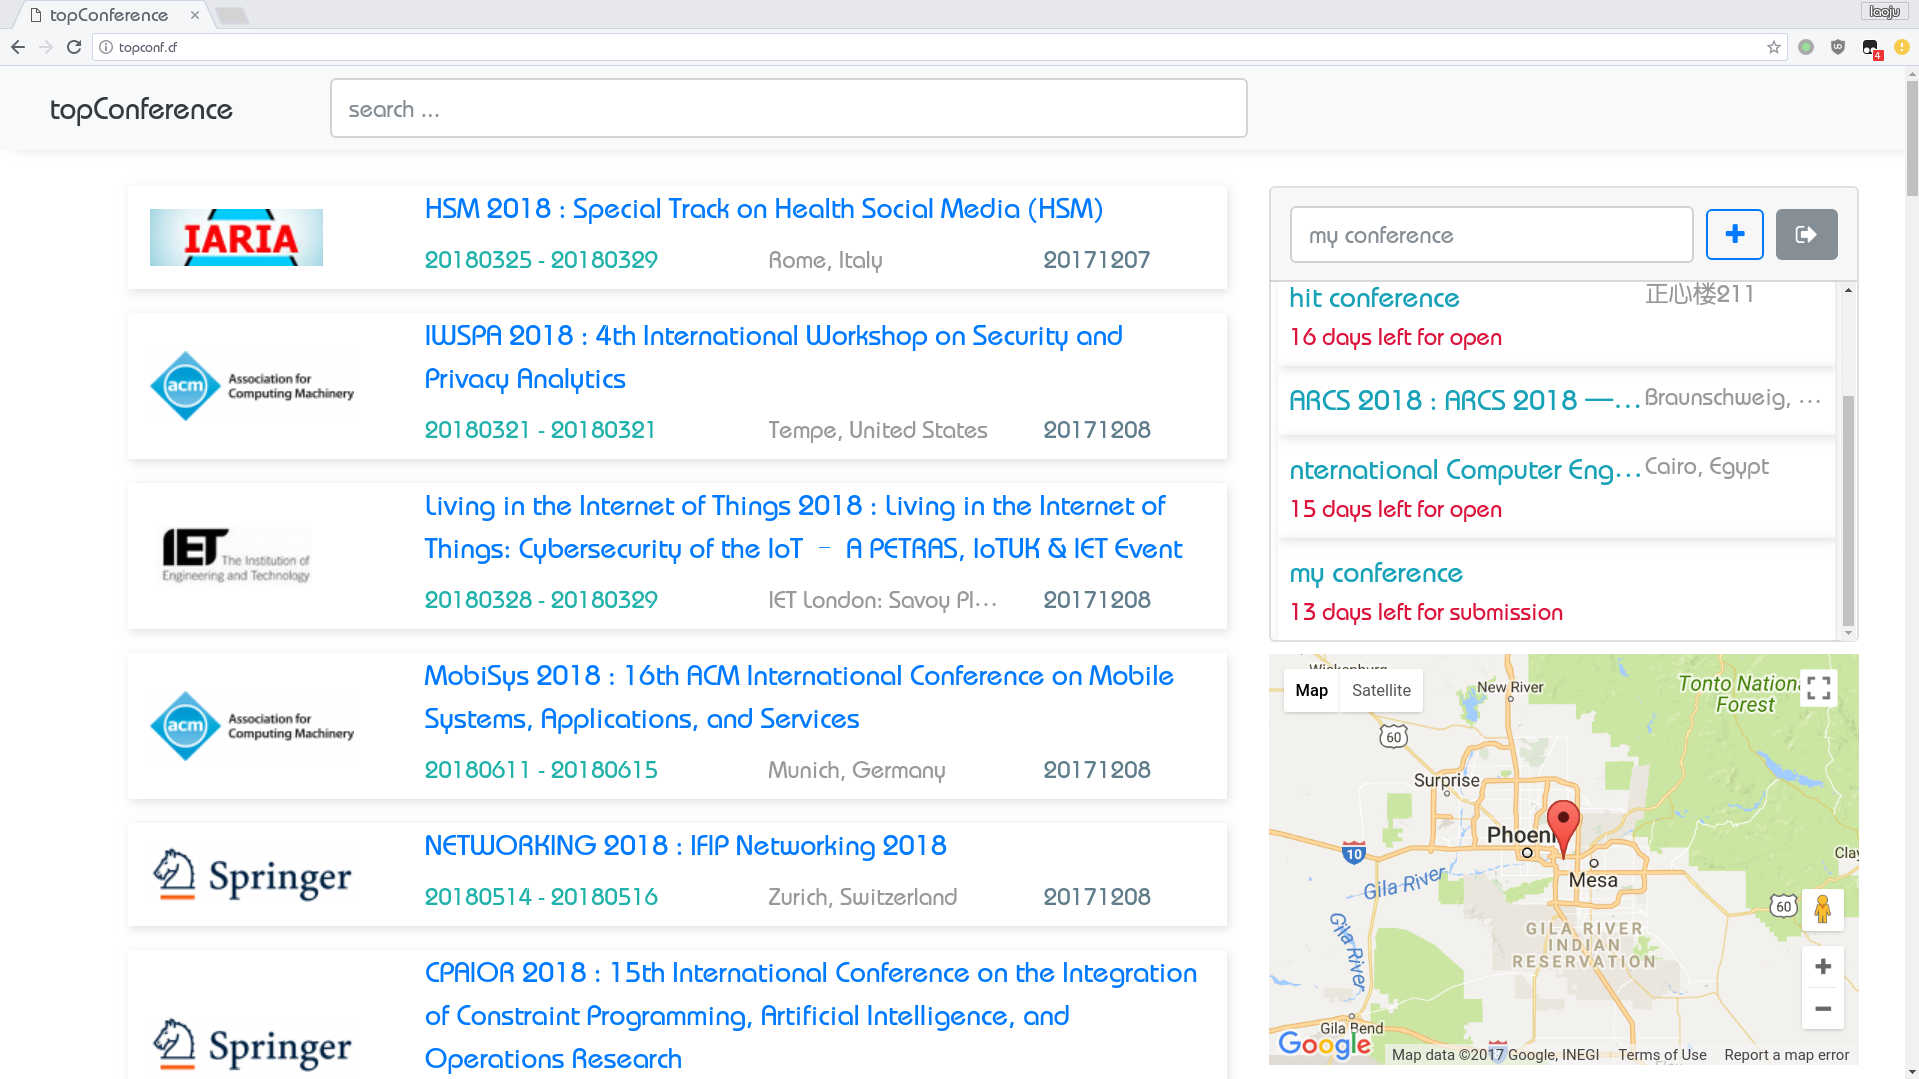 topConference
laoju
topconf.cf
4
topConference
search ...
IARIA
HSM 2018 : Special Track on Health Social Media (HSM)
20180325 - 20180329 Rome, Italy 20171207
acm Association for
Computing Machinery
IWSPA 2018 : 4th International Workshop on Security and
Privacy Analytics
20180321 - 20180321 Tempe, United States 20171208
IET The Institution of
Engineering and Technology
Living in the Internet of Things 2018 : Living in the Internet of
Things: Cybersecurity of the IoT – A PETRAS, IoTUK & IET Event
20180328 - 20180329 IET London: Savoy Pl... 20171208
acm Association for
Computing Machinery
MobiSys 2018 : 16th ACM International Conference on Mobile
Systems, Applications, and Services
20180611 - 20180615 Munich, Germany 20171208
Springer
NETWORKING 2018 : IFIP Networking 2018
20180514 - 20180516 Zurich, Switzerland 20171208
Springer
CPAIOR 2018 : 15th International Conference on the Integration
of Constraint Programming, Artificial Intelligence, and
Operations Research
my conference
hit conference 正心楼211
16 days left for open
ARCS 2018 : ARCS 2018 —... Braunschweig, ...
nternational Computer Eng... Cairo, Egypt
15 days left for open
my conference
13 days left for submission
Map Satellite
New River
Tonto Nationa
Forest
60
Surprise
Phoeni
10
Mesa
Clay
Gila River
60
Gila River
GILA RIVER
INDIAN
RESERVATION
Gila Bend
Google
Map data ©2017 Google, INEGI Terms of Use Report a map error